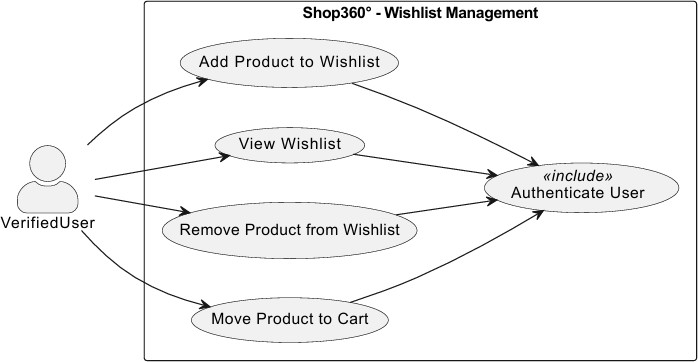 Shop360° - Wishlist Management
Add Product to Wishlist
View Wishlist
«include»
Authenticate User
VerifiedUser
Remove Product from Wishlist
Move Product to Cart